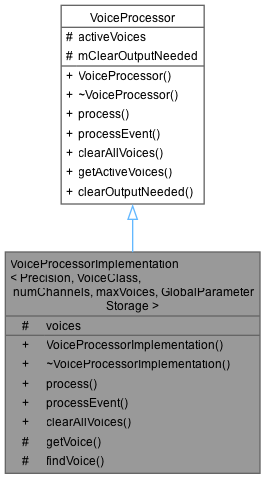 VoiceProcessor
# activeVoices
# mClearOutputNeeded
+ VoiceProcessor()
+ ~VoiceProcessor()
+ process()
+ processEvent()
+ clearAllVoices()
+ getActiveVoices()
+ clearOutputNeeded()
VoiceProcessorImplementation
< Precision, VoiceClass,
numChannels, maxVoices, GlobalParameter
Storage >
# voices
+ VoiceProcessorImplementation()
+ ~VoiceProcessorImplementation()
+ process()
+ processEvent()
+ clearAllVoices()
# getVoice()
# findVoice()